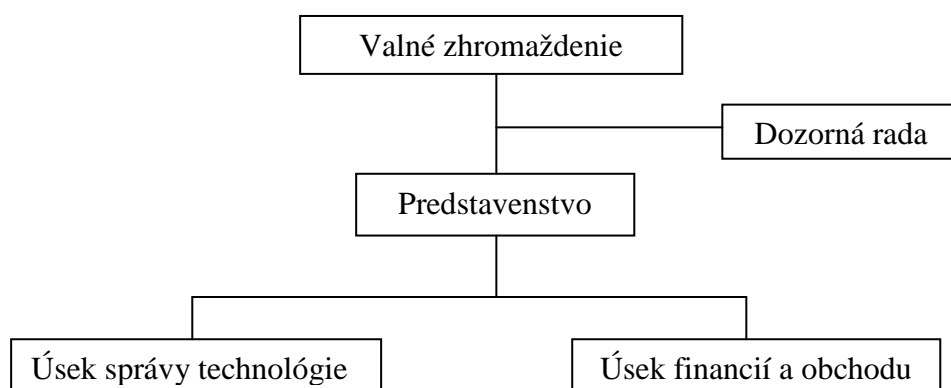 Valné zhromaždenie
Dozorná rada
Predstavenstvo
Úsek správy technológie
Úsek financií a obchodu